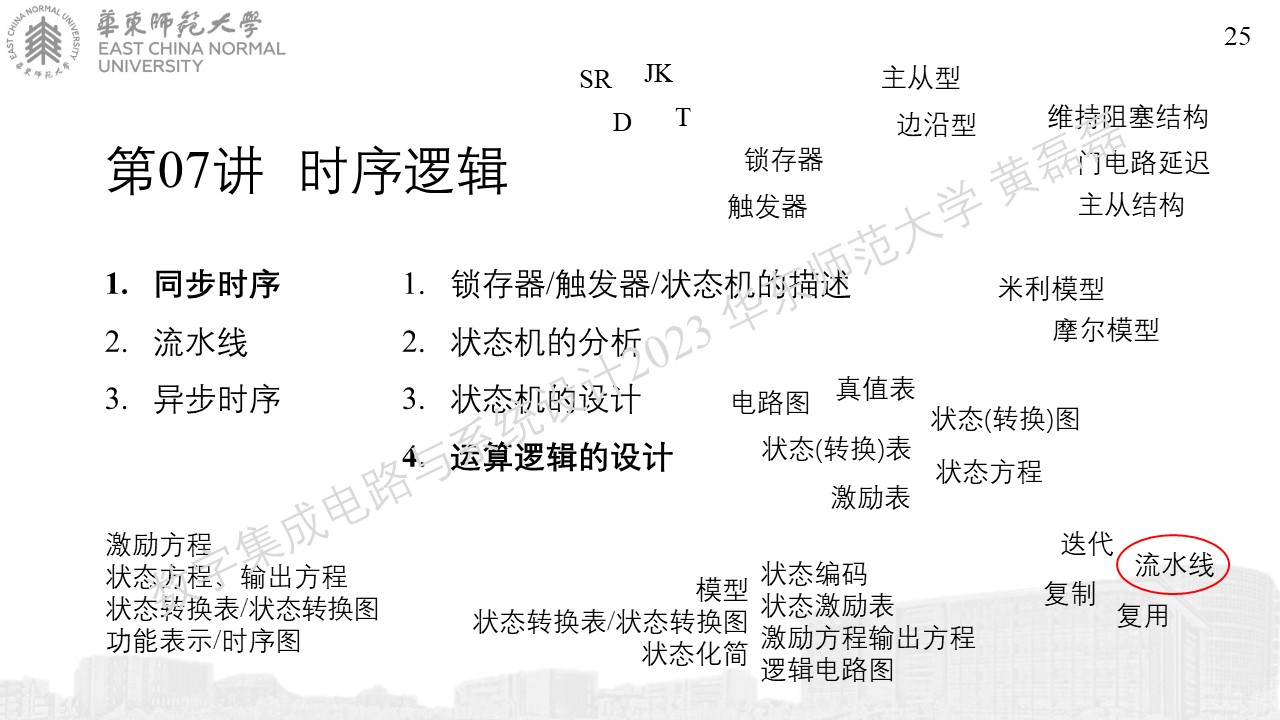 華東師範大學
EAST CHINA NORMAL
UNIVERSITY
EAST CHINA NORMAL UNIVERSITY
華東師範大學
25
SR
JK
D
T
主从型
边沿型
维持阻塞结构
门电路延迟
主从结构
锁存器
触发器
第07讲 时序逻辑
1. 同步时序
2. 流水线
3. 异步时序
1. 锁存器/触发器/状态机的描述
2. 状态机的分析
3. 状态机的设计
4. 运算逻辑的设计
米利模型
摩尔模型
电路图
真值表
状态(转换)图
状态(转换)表
状态方程
激励表
激励方程
状态方程、输出方程
状态转换表/状态转换图
功能表示/时序图
模型
状态转换表/状态转换图
状态化简
状态编码
状态激励表
激励方程输出方程
逻辑电路图
迭代
流水线
复制
复用
数字集成电路与系统设计2023 华东师范大学 黄磊磊